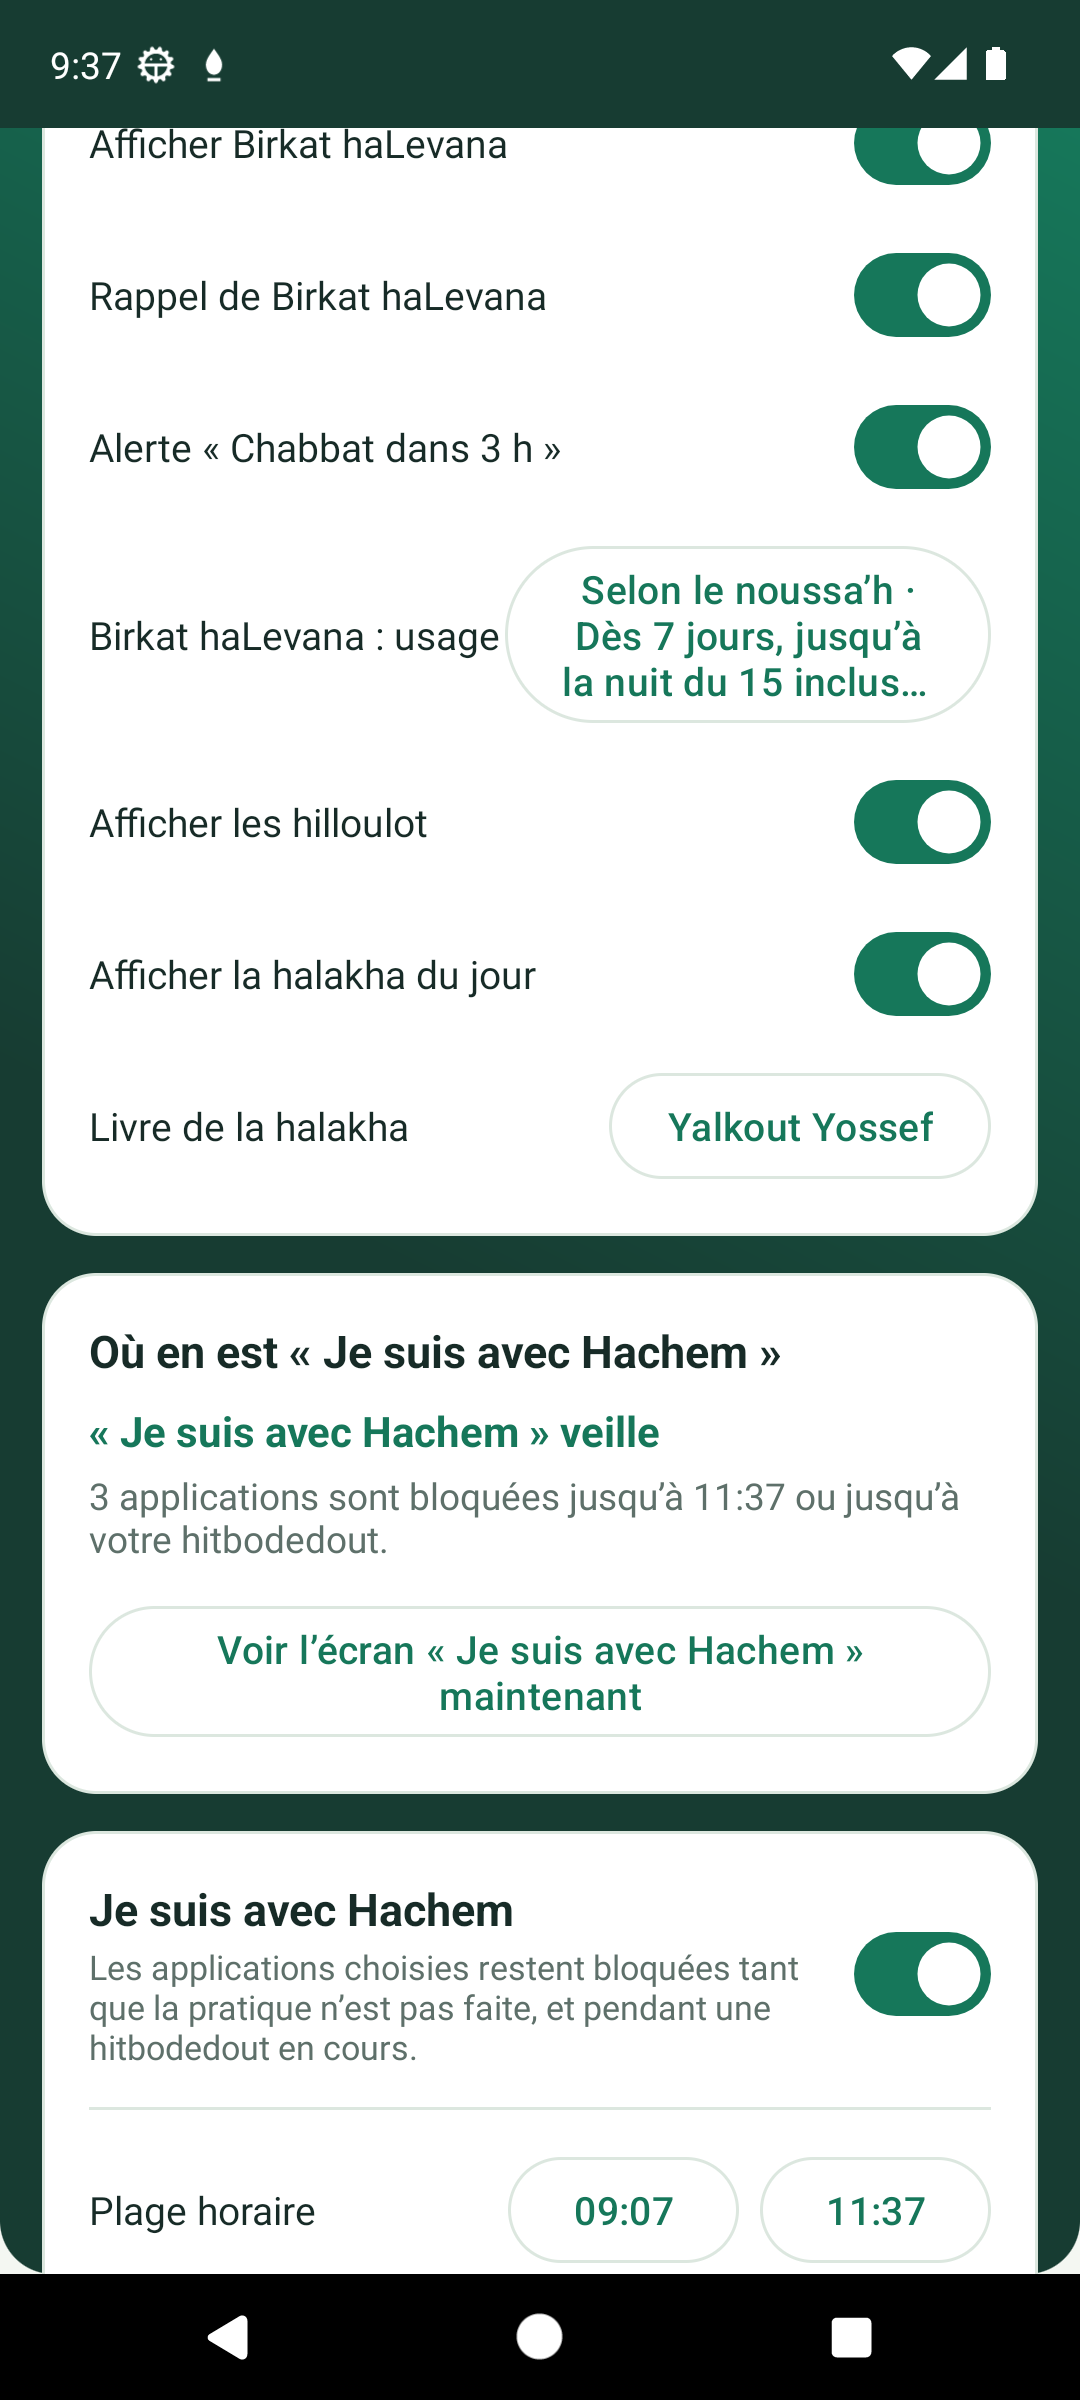 9:37
Afficher Birkat haLevana
Rappel de Birkat haLevana
Alerte « Chabbat dans 3 h »
Birkat haLevana : usage
Selon le noussa’h ·
Dès 7 jours, jusqu’à
la nuit du 15 inclus…
Afficher les hilloulot
Afficher la halakha du jour
Livre de la halakha
Yalkout Yossef
Où en est « Je suis avec Hachem »
« Je suis avec Hachem » veille
3 applications sont bloquées jusqu’à 11:37 ou jusqu’à
votre hitbodedout.
Voir l’écran « Je suis avec Hachem »
maintenant
Je suis avec Hachem
Les applications choisies restent bloquées tant
que la pratique n’est pas faite, et pendant une
hitbodedout en cours.
Plage horaire
09:07
11:37